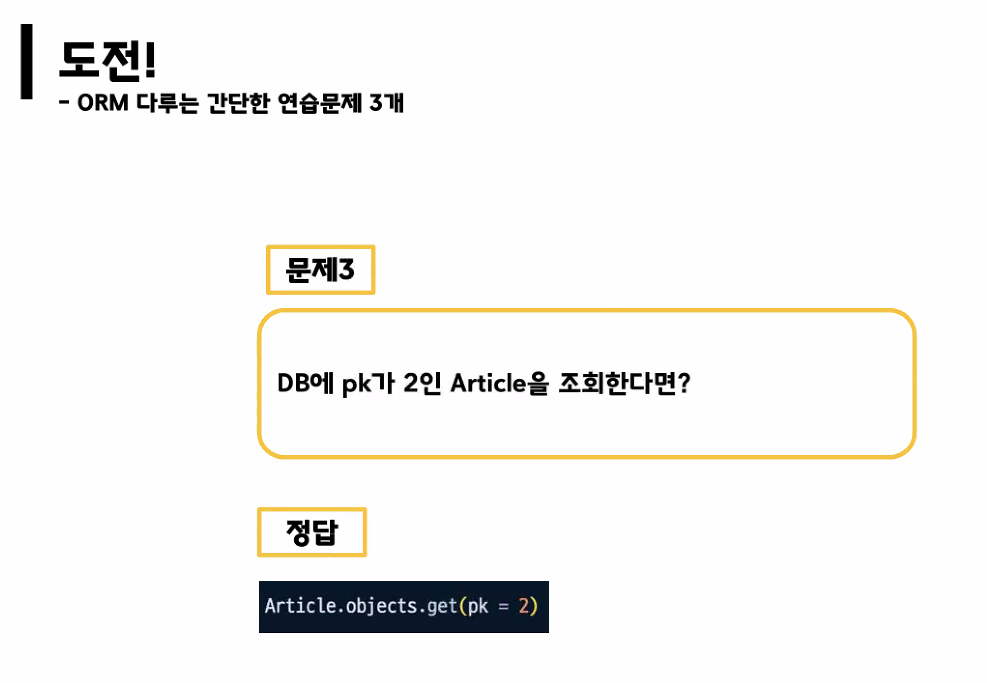 도전!
- ORM 다루는 간단한 연습문제 3개
문제3
DB에 pk가 2인 Article을 조회한다면?
정답
Article.objects.get(pk = 2)